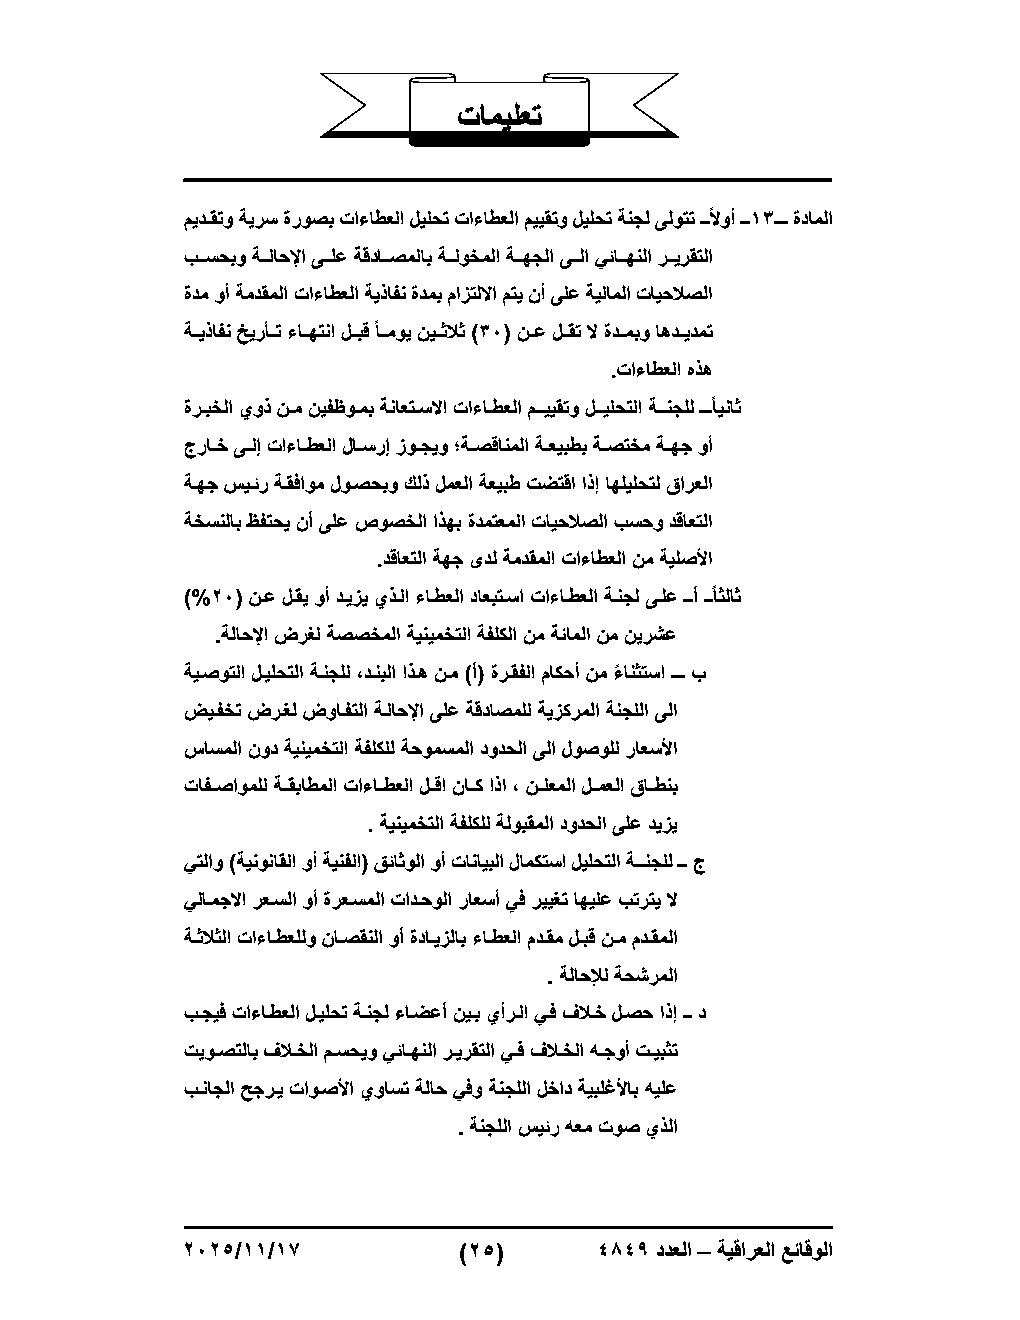 تعليمات
المادة ــ١٣ـ أولاًـ تتولى لجنة تحليل وتقييم العطاءات تحليل العطاءات بصورة سرية وتقديم
التقرير النهائي الى الجهة المخولة بالمصادقة على الإحالة وبحسب
الصلاحيات المالية على أن يتم الالتزام بمدة نفاذية العطاءات المقدمة أو مدة
تمديدها وبمدة لا تقل عن (٣٠) ثلاثين يوماً قبل انتهاء تأريخ نفاذية
هذه العطاءات.
ثانياًــ للجنة التحليل وتقييم العطاءات الاستعانة بموظفين من ذوي الخبرة
أو جهة مختصة بطبيعة المناقصة؛ ويجوز إرسال العطاءات إلى خارج
العراق لتحليلها إذا اقتضت طبيعة العمل ذلك وبحصول موافقة رئيس جهة
التعاقد وحسب الصلاحيات المعتمدة بهذا الخصوص على أن يحتفظ بالنسخة
الأصلية من العطاءات المقدمة لدى جهة التعاقد.
ثالثاًـ أـ على لجنة العطاءات استبعاد العطاء الذي يزيد أو يقل عن (٢٠%)
عشرين من المائة من الكلفة التخمينية المخصصة لغرض الإحالة.
ب ــ استثناءً من أحكام الفقرة (أ) من هذا البند، للجنة التحليل التوصية
الى اللجنة المركزية للمصادقة على الإحالة التفاوض لغرض تخفيض
الأسعار للوصول الى الحدود المسموحة للكلفة التخمينية دون المساس
بنطاق العمل المعلن ، اذا كان اقل العطاءات المطابقة للمواصفات
يزيد على الحدود المقبولة للكلفة التخمينية .
ج ـ للجنة التحليل استكمال البيانات أو الوثائق (الفنية أو القانونية) والتي
لا يترتب عليها تغيير في أسعار الوحدات المسعرة أو السعر الاجمالي
المقدم من قبل مقدم العطاء بالزيادة أو النقصان وللعطاءات الثلاثة
المرشحة للإحالة .
د ـ إذا حصل خلاف في الرأي بين أعضاء لجنة تحليل العطاءات فيجب
تثبيت أوجه الخلاف في التقرير النهائي ويحسم الخلاف بالتصويت
عليه بالأغلبية داخل اللجنة وفي حالة تساوي الأصوات يرجح الجانب
الذي صوت معه رئيس اللجنة .
الوقائع العراقية ــ العدد ٤٨٤٩ (٢٥) ٢٠٢٥/١١/١٧